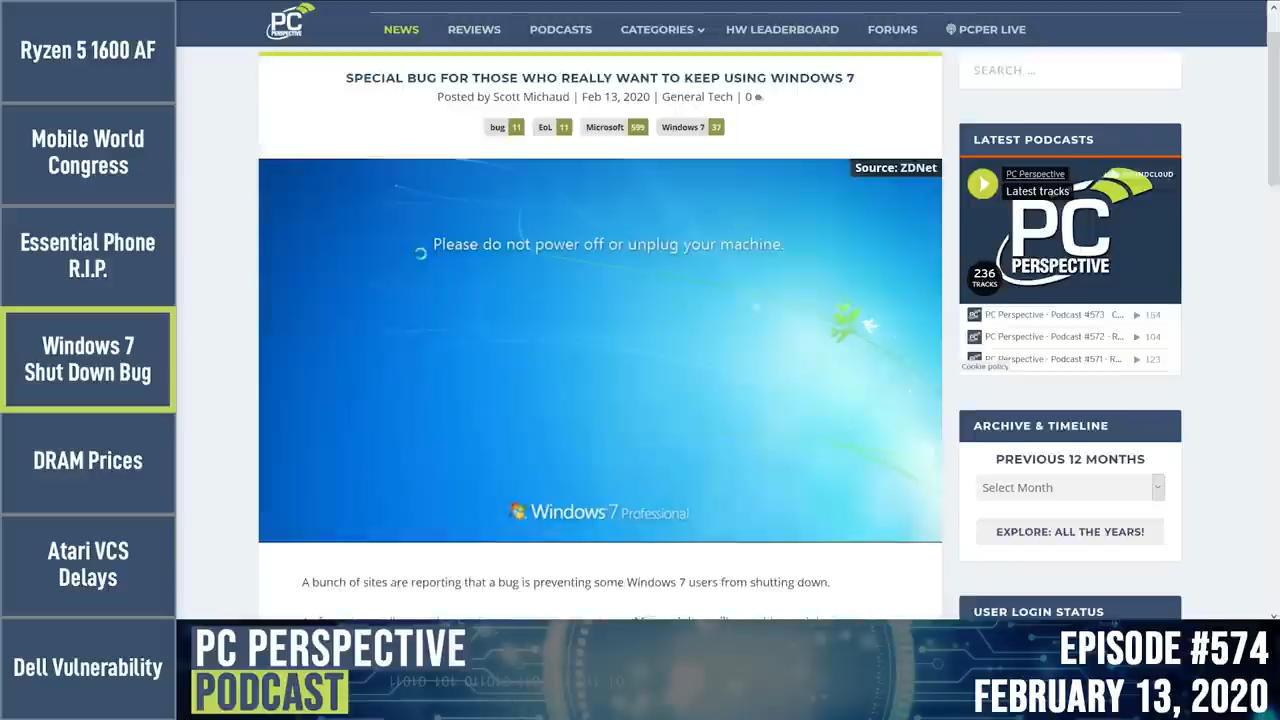 Ryzen 5 1600 AF
Mobile World
Congress
Essential Phone
R.I.P.
Windows 7
Shut Down Bug
DRAM Prices
Atari VCS
Delays
Dell Vulnerability
PC
PERSPECTIVE
NEWS REVIEWS PODCASTS CATEGORIES HW LEADERBOARD FORUMS PCPER LIVE
SPECIAL BUG FOR THOSE WHO REALLY WANT TO KEEP USING WINDOWS 7
Posted by Scott Michaud | Feb 13, 2020 | General Tech | 0
bug 11 EoL 11 Microsoft 599 Windows 7 37
Source: ZDNet
Please do not power off or unplug your machine.
Windows 7 Professional
A bunch of sites are reporting that a bug is preventing some Windows 7 users from shutting down.
SEARCH ...
LATEST PODCASTS
PC Perspective
Latest tracks
PC
PERSPECTIVE
236
TRACKS
PC Perspective - Podcast #573 C... 164
PC Perspective - Podcast #572 - R... 104
PC Perspective - Podcast #571 - R... 123
Cookie policy
ARCHIVE & TIMELINE
PREVIOUS 12 MONTHS
Select Month
EXPLORE: ALL THE YEARS!
USER LOGIN STATUS
PC PERSPECTIVE
PODCAST
EPISODE #574
FEBRUARY 13, 2020